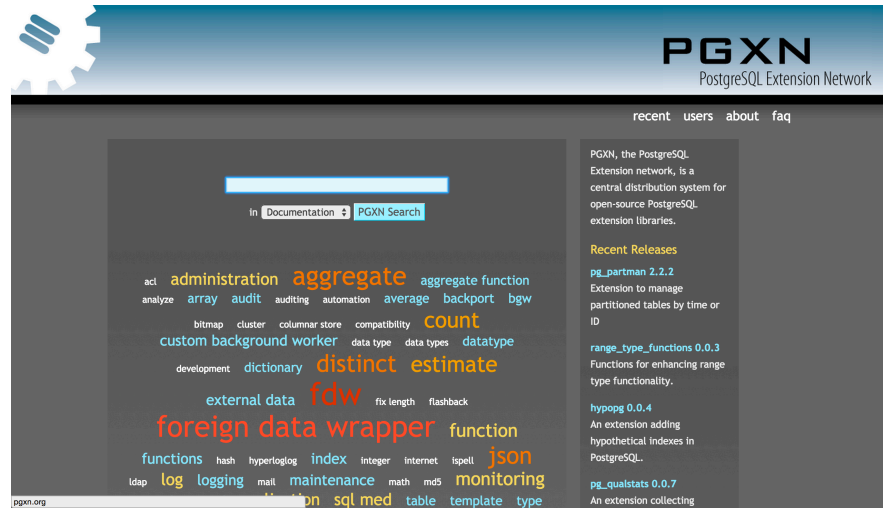 PGXN
PostgreSQL Extension Network
recent users about faq
in Documentation PGXN Search
acl administration aggregate aggregate function
analyze array audit auditing automation average backport bgw
bitmap cluster columnar store compatibility count
custom background worker data type data types datatype
development dictionary distinct estimate
external data fdw fix length flashback
foreign data wrapper function
functions hash hyperloglog index integer internet ispell json
ldap log logging mail maintenance math md5 monitoring
sql med table template type
PGXN, the PostgreSQL
Extension network, is a
central distribution system for
open-source PostgreSQL
extension libraries.
Recent Releases
pg_partman 2.2.2
Extension to manage
partitioned tables by time or
ID
range_type_functions 0.0.3
Functions for enhancing range
type functionality.
hypopg 0.0.4
An extension adding
hypothetical indexes in
PostgreSQL.
pg_qualstats 0.0.7
An extension collecting
pgxn.org